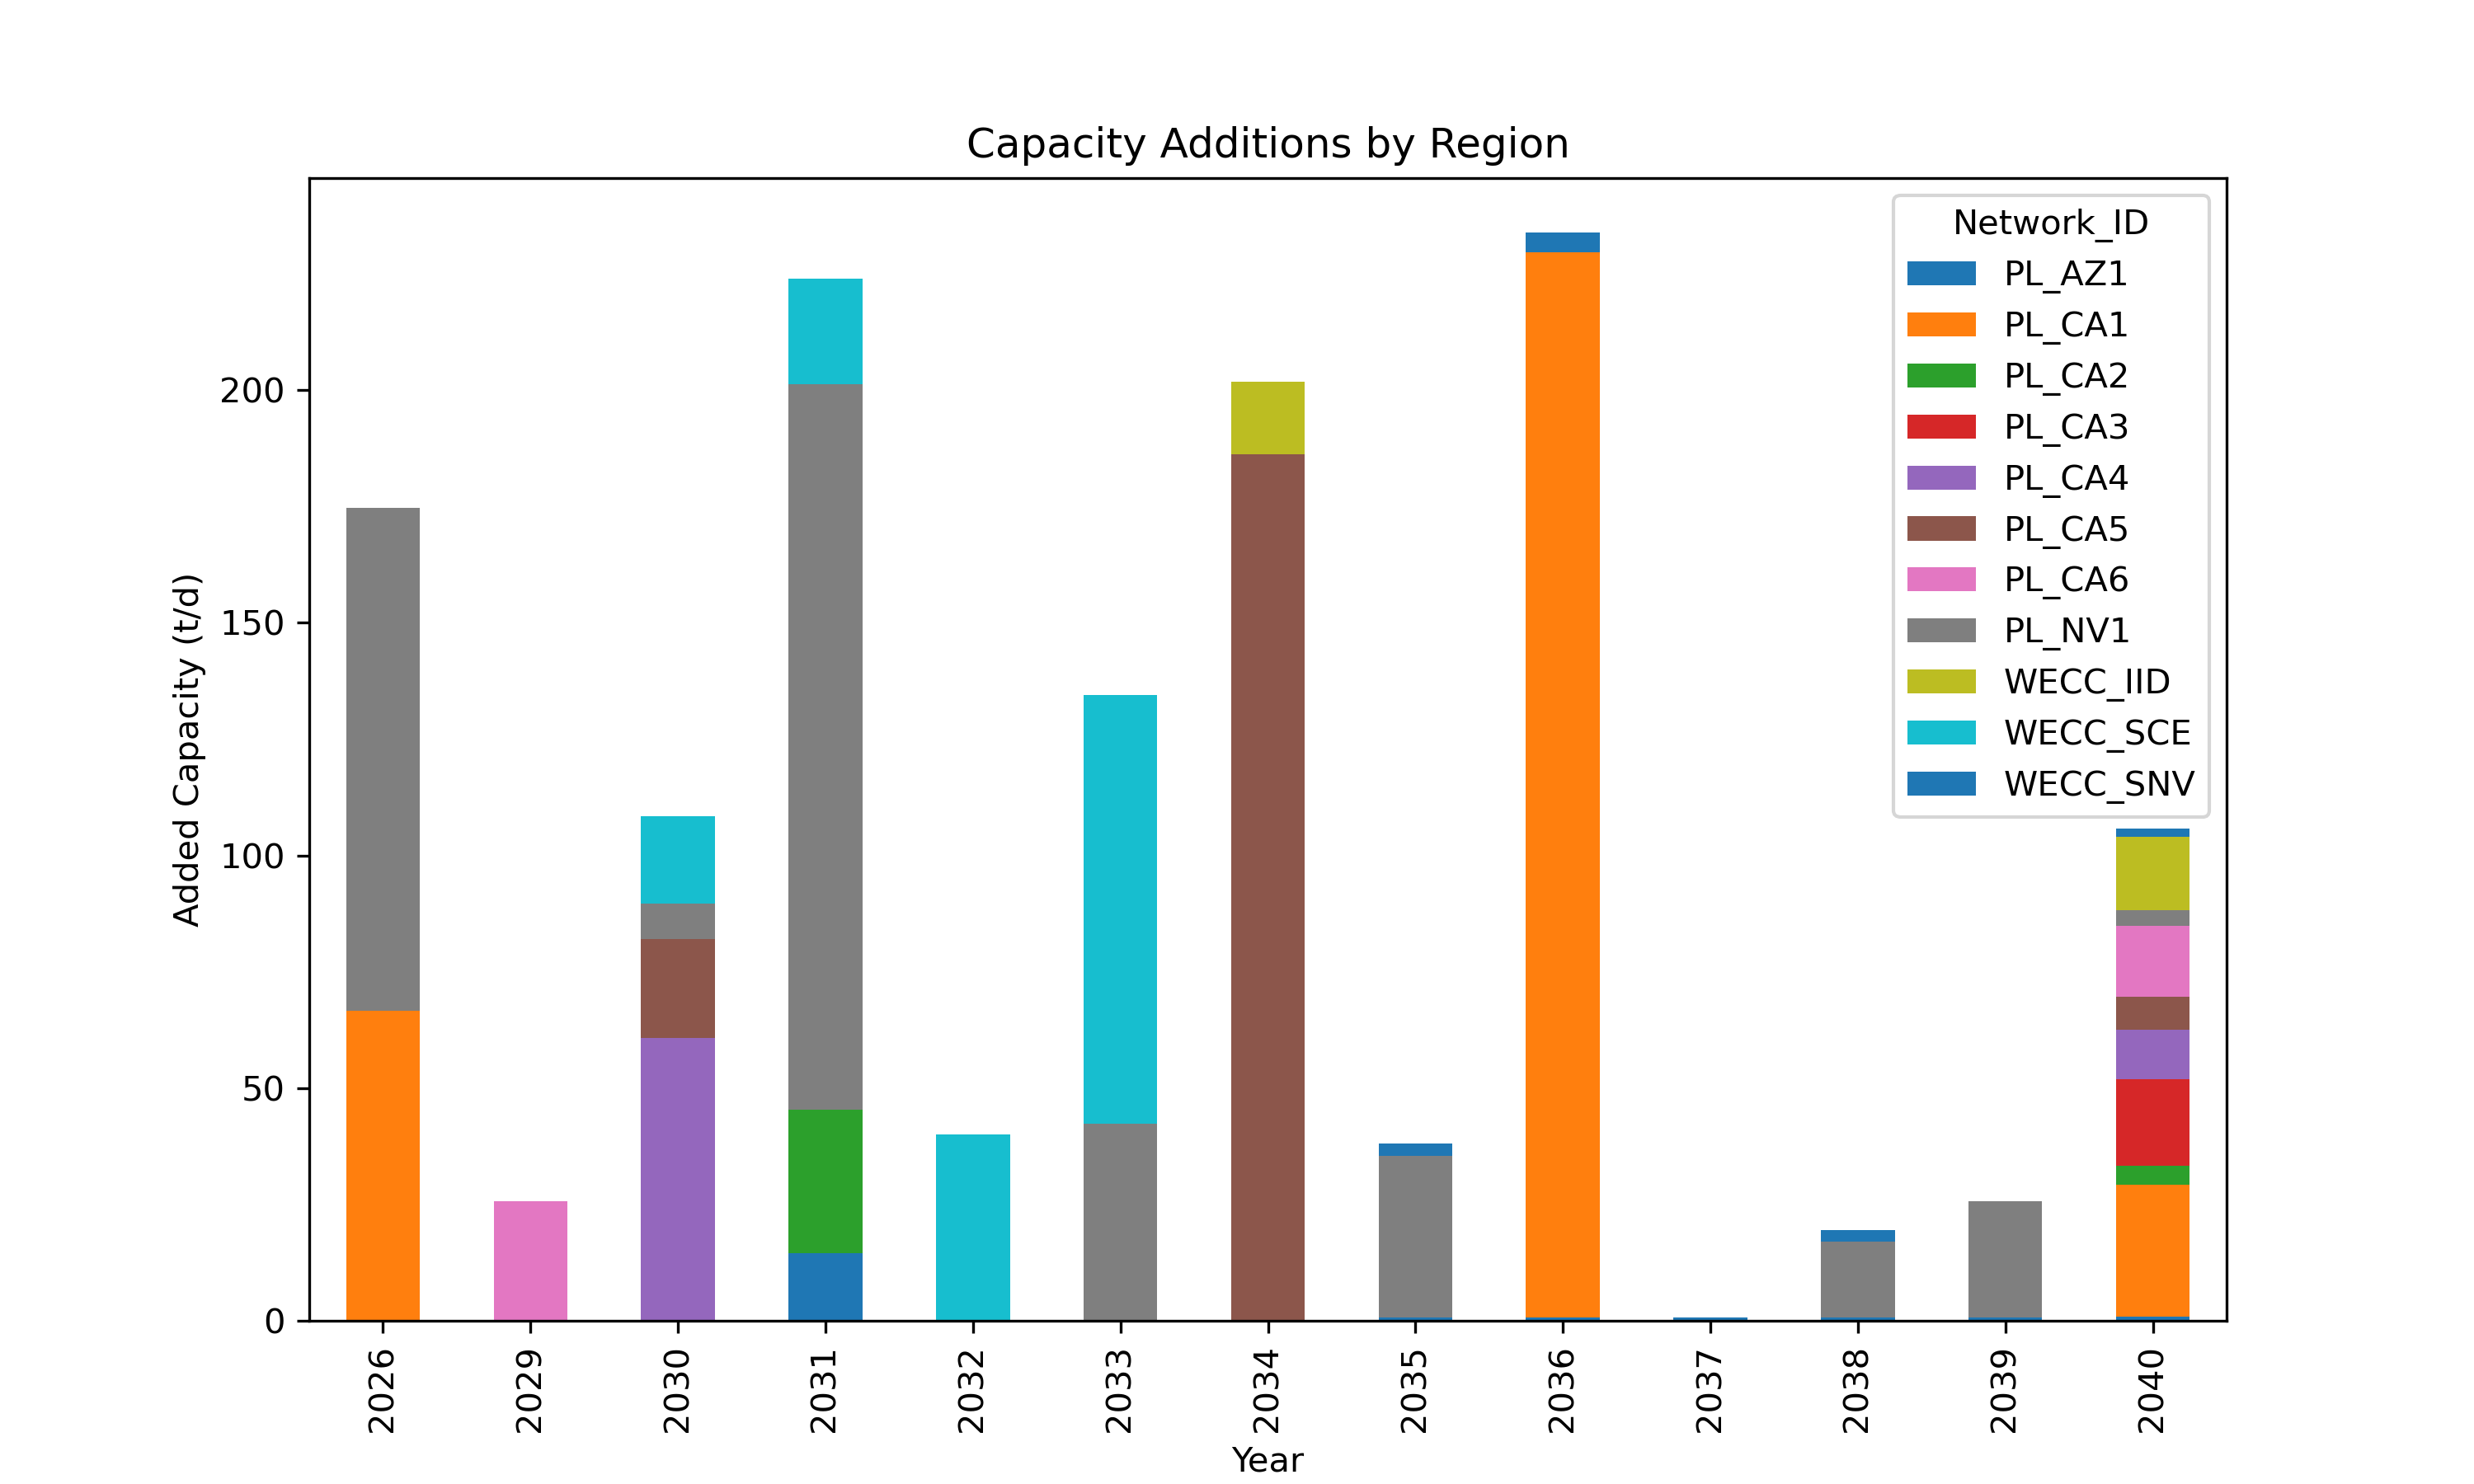 Capacity Additions by Region
Added Capacity (t/d)
200
150
100
50
0
Network_ID
PL_AZ1
PL_CA1
PL_CA2
PL_CA3
PL_CA4
PL_CA5
PL_CA6
PL_NV1
WECC_IID
WECC_SCE
WECC_SNV
2026 2029 2030 2031 2032 2033 2034 2035 2036 2037 2038 2039 2040
Year